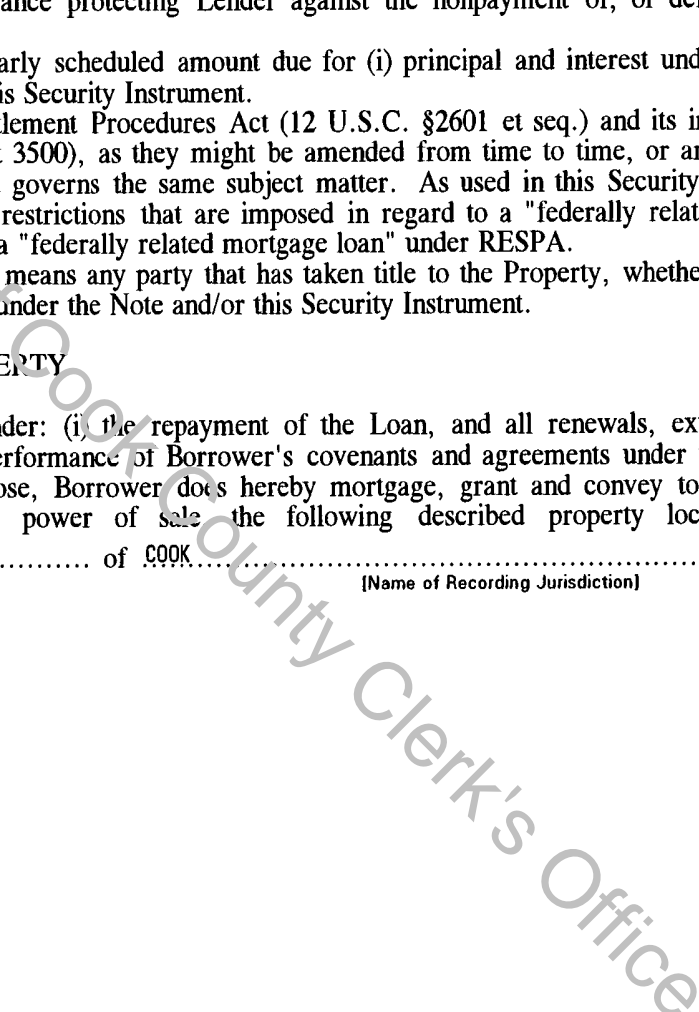 protecting Lender against the nonpayment of, or
arly scheduled amount due for (i) principal and interest und
is Security Instrument.
tlement Procedures Act (12 U.S.C. §2601 et seq.) and its i
3500), as they might be amended from time to time, or a
governs the same subject matter. As used in this Security
restrictions that are imposed in regard to a "federally relat
a "federally related mortgage loan" under RESPA.
means any party that has taken title to the Property, whethe
under the Note and/or this Security Instrument.
ERTY
nder: (i) the repayment of the Loan, and all renewals, ex
erformance of Borrower's covenants and agreements under
ose, Borrower does hereby mortgage, grant and convey to
power of sale the following described property loc
.......... of COOK..........................................................
[Name of Recording Jurisdiction]
Cook County Clerk's Office